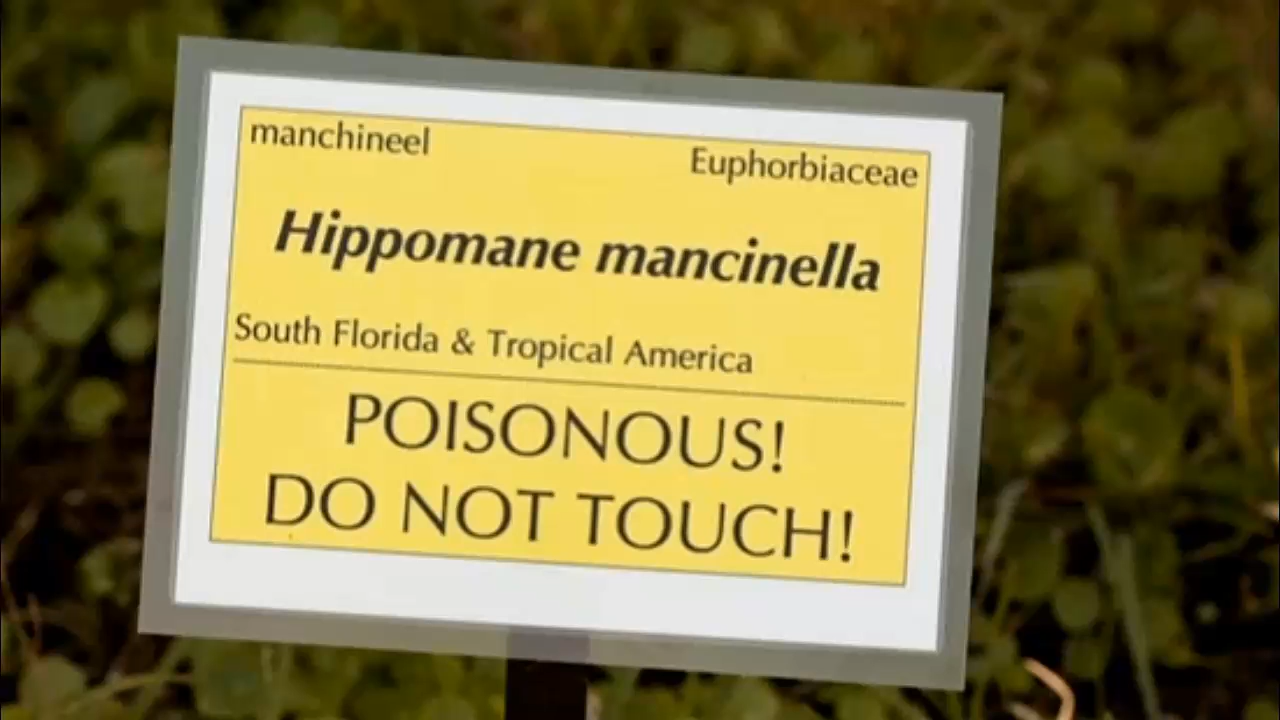 manchineel
Euphorbiaceae
Hippomane mancinella
South Florida & Tropical America
POISONOUS!
DO NOT TOUCH!